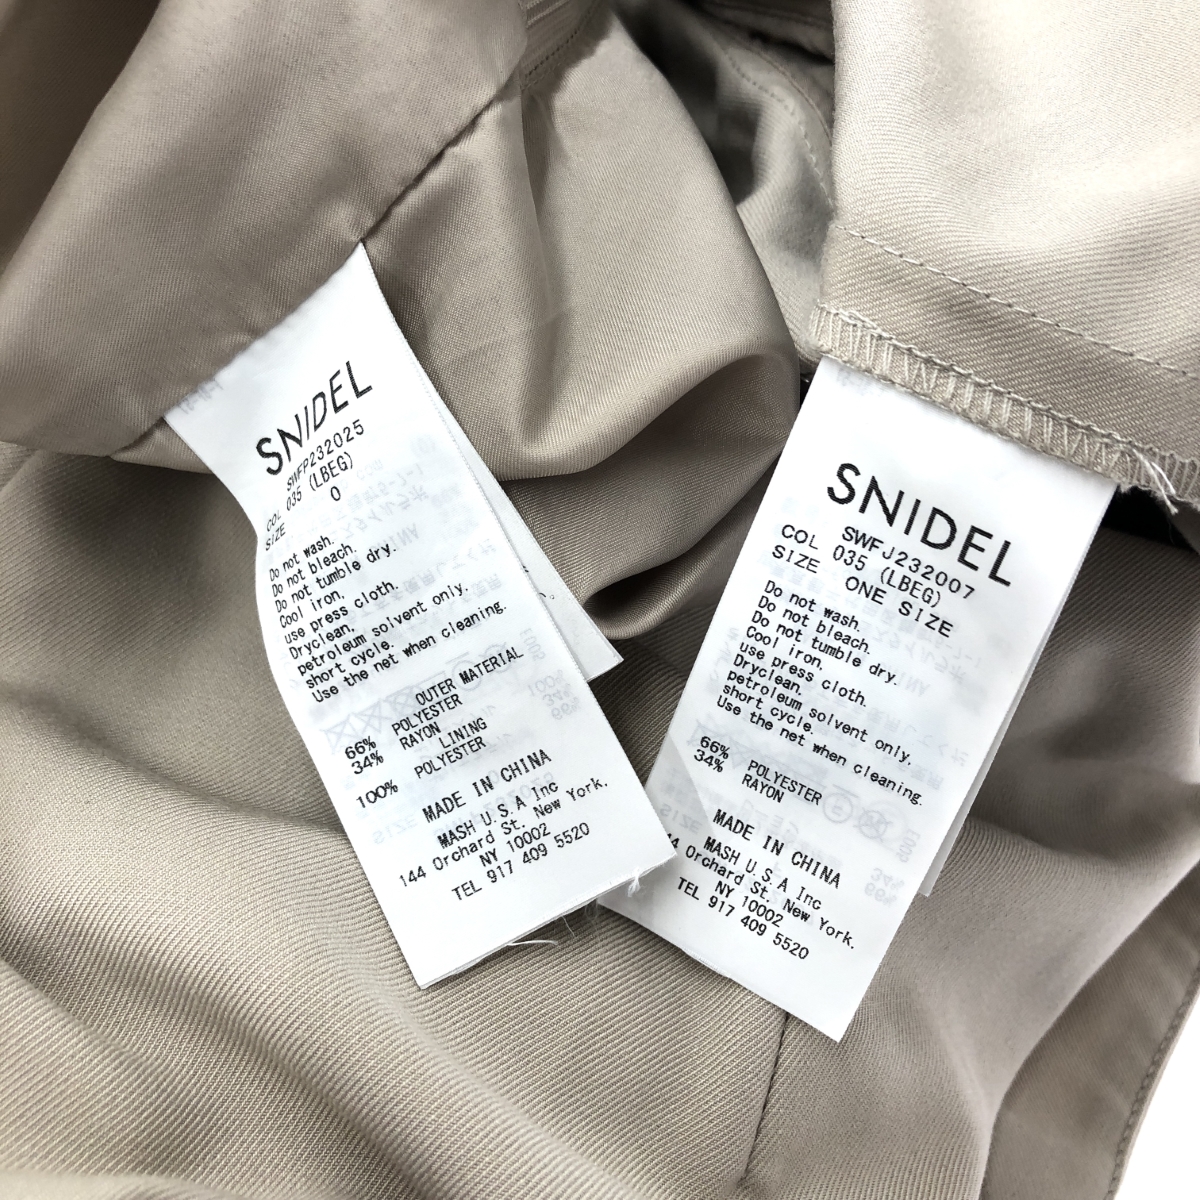 SNIDEL
SWFP232025
COL 035 (LBEG)
SIZE 0
Do not wash.
Do not bleach.
Do not tumble dry.
Cool iron,
use press cloth.
Dryclean,
petroleum solvent only,
short cycle.
Use the net when cleaning.
OUTER MATERIAL
66% POLYESTER
34% RAYON
LINING
100% POLYESTER
MADE IN CHINA
MASH U.S.A Inc
144 Orchard St. New York,
NY 10002
TEL 917 409 5520
SNIDEL
SWFJ232007
COL 035 (LBEG)
SIZE ONE SIZE
Do not wash.
Do not bleach.
Do not tumble dry.
Cool iron,
use press cloth.
Dryclean,
petroleum solvent only,
short cycle.
Use the net when cleaning.
66% POLYESTER
34% RAYON
MADE IN CHINA
MASH U.S.A Inc
4 Orchard St. New York,
NY 10002
TEL 917 409 5520